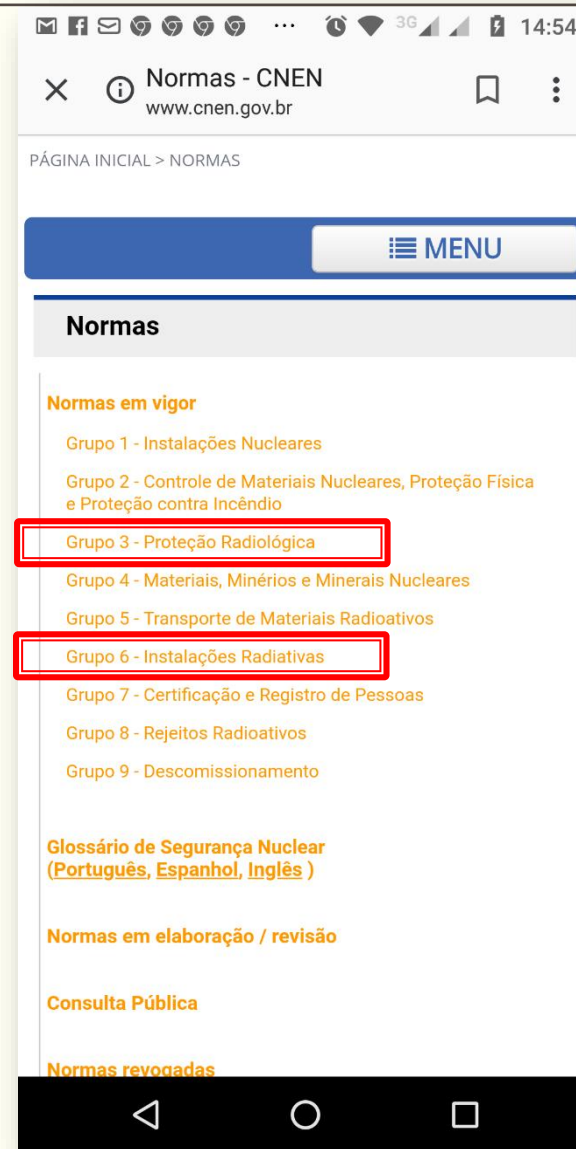 ... 3G 14:54
Normas - CNEN
www.cnen.gov.br
PÁGINA INICIAL > NORMAS
MENU
Normas
Normas em vigor
Grupo 1 - Instalações Nucleares
Grupo 2 - Controle de Materiais Nucleares, Proteção Física
e Proteção contra Incêndio
Grupo 3 - Proteção Radiológica
Grupo 4 - Materiais, Minérios e Minerais Nucleares
Grupo 5 - Transporte de Materiais Radioativos
Grupo 6 - Instalações Radiativas
Grupo 7 - Certificação e Registro de Pessoas
Grupo 8 - Rejeitos Radioativos
Grupo 9 - Descomissionamento
Glossário de Segurança Nuclear
(Português, Espanhol, Inglês )
Normas em elaboração / revisão
Consulta Pública
Normas revogadas